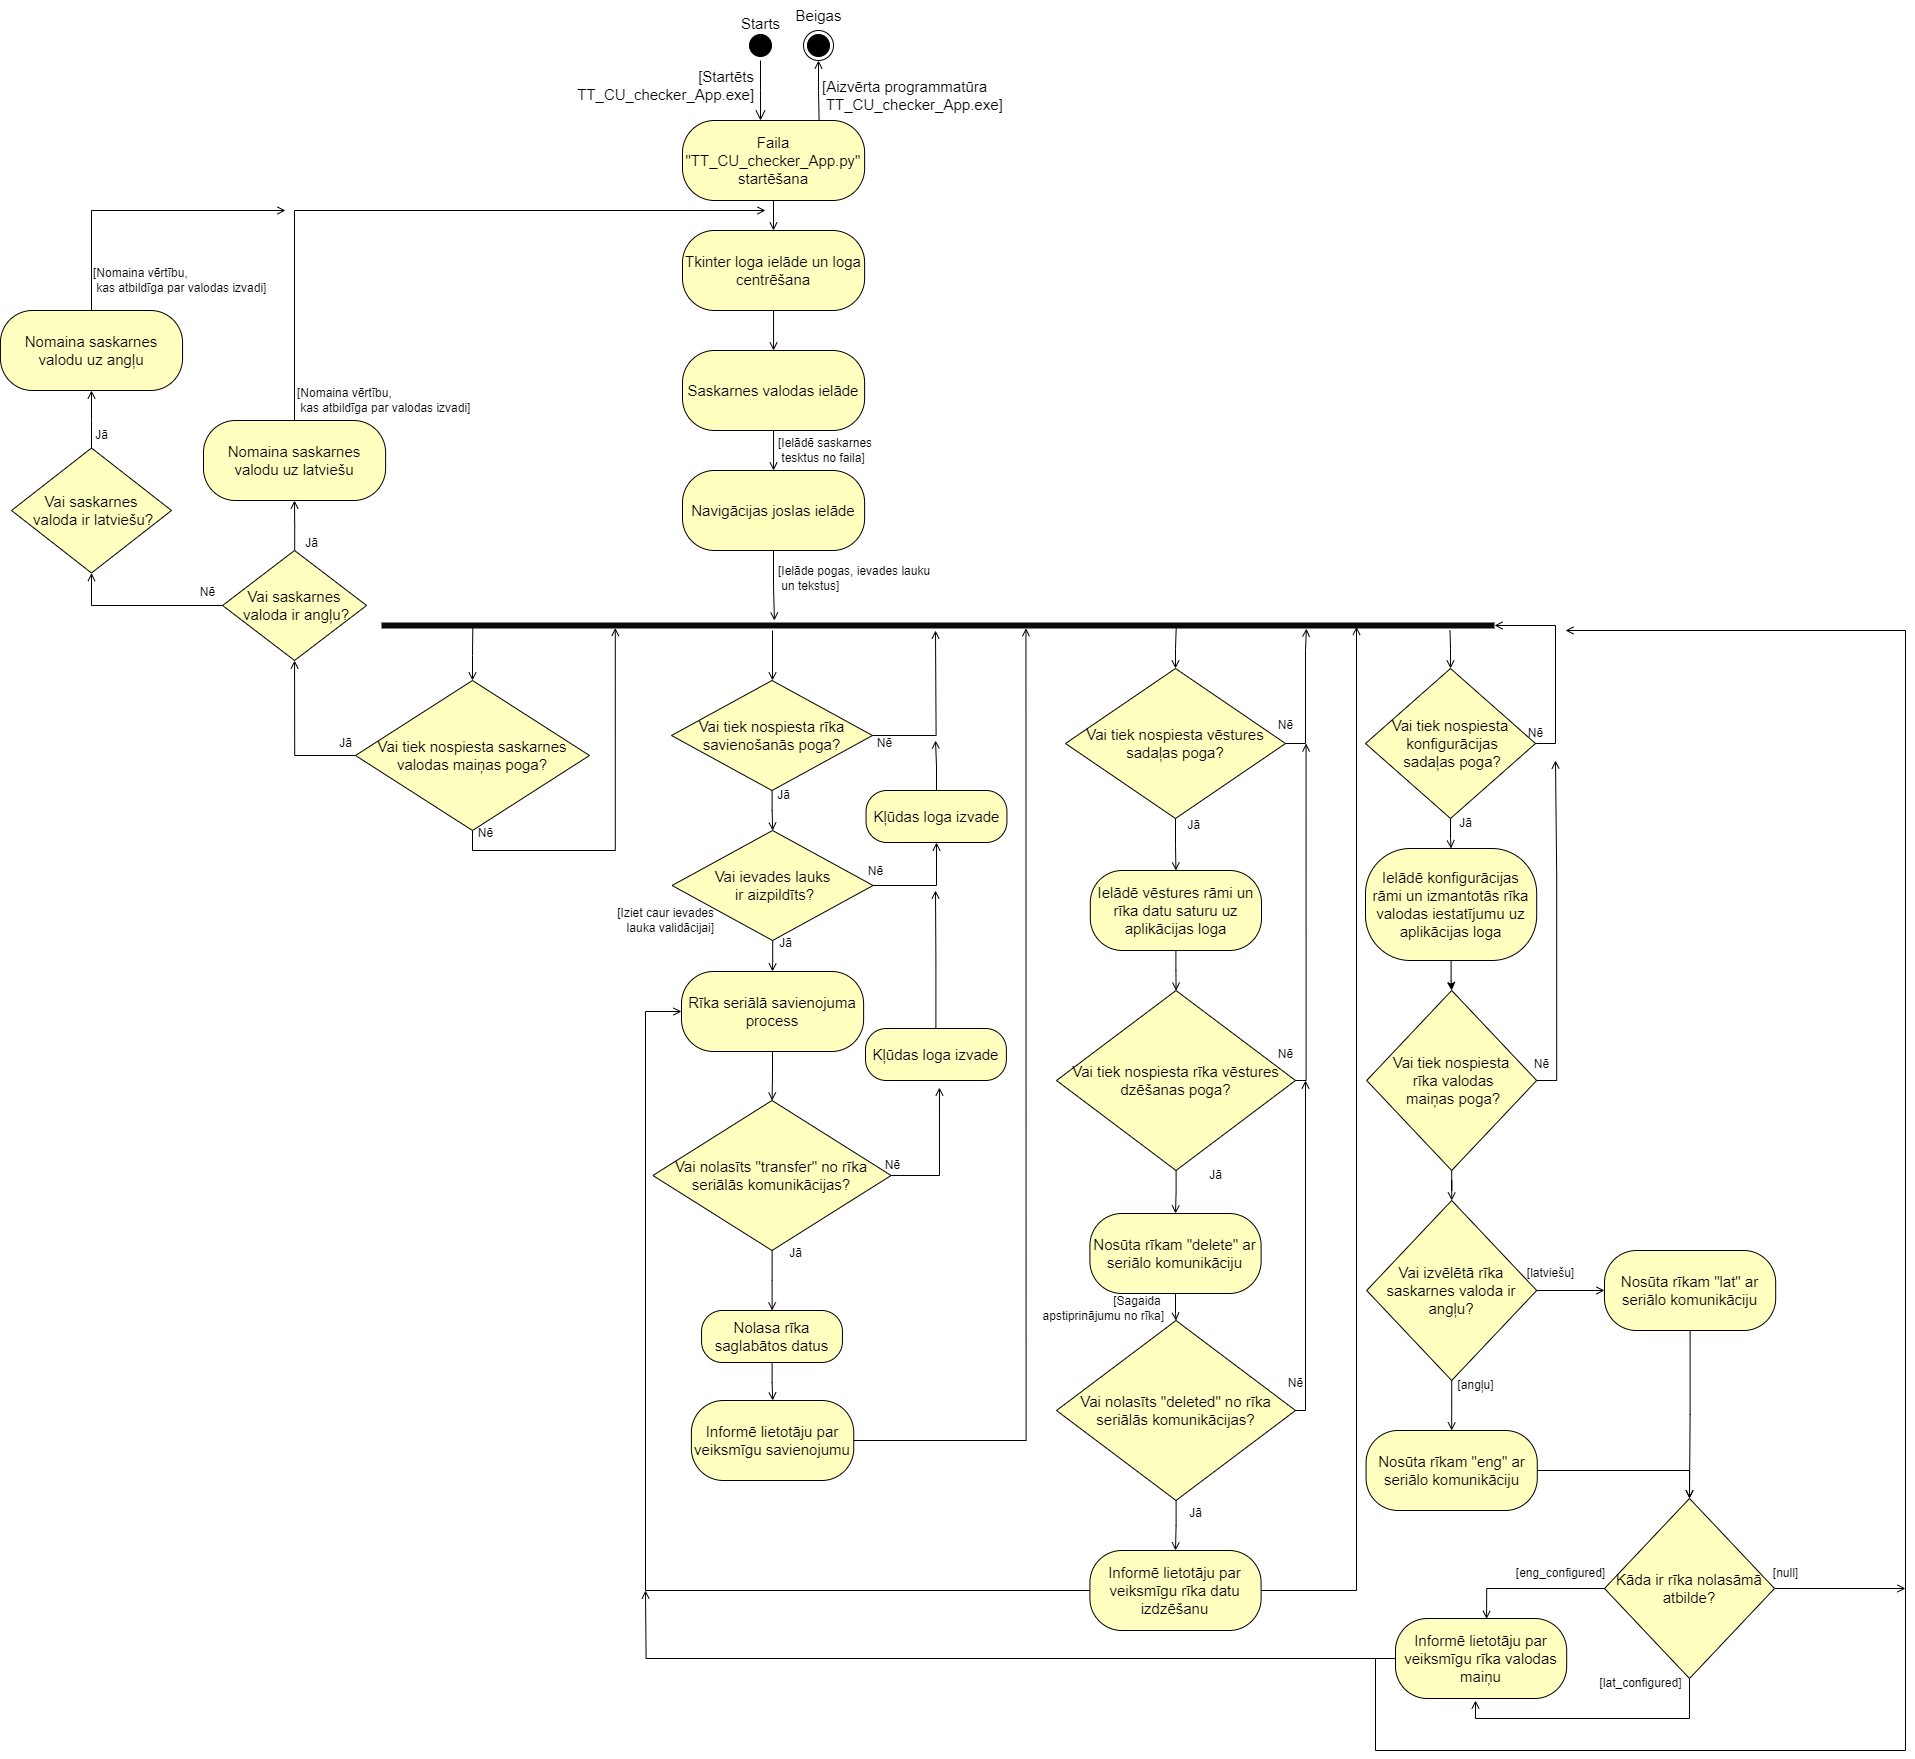 Starts
Beigas
[Startēts
TT_CU_checker_App.exe]
[Aizvērta programmatūra
TT_CU_checker_App.exe]
Faila
"TT_CU_checker_App.py"
startēšana
Tkinter loga ielāde un loga
centrēšana
[Nomaina vērtību,
kas atbildīga par valodas izvadi]
Nomaina saskarnes
valodu uz angļu
Saskarnes valodas ielāde
[Nomaina vērtību,
kas atbildīga par valodas izvadi]
Jā
[Ielādē saskarnes
tesktus no faila]
Nomaina saskarnes
valodu uz latviešu
Vai saskarnes
valoda ir latviešu?
Navigācijas joslas ielāde
Jā
[Ielāde pogas, ievades lauku
un tekstus]
Nē
Vai saskarnes
valoda ir angļu?
Jā
Vai tiek nospiesta saskarnes
valodas maiņas poga?
Nē
Vai tiek nospiesta rīka
savienošanās poga?
Nē
Jā
Kļūdas loga izvade
Vai ievades lauks
ir aizpildīts?
Nē
[Iziet caur ievades
lauka validācijai]
Jā
Rīka seriālā savienojuma
process
Kļūdas loga izvade
Vai nolasīts "transfer" no rīka
seriālās komunikācijas?
Nē
Jā
Nolasa rīka
saglabātos datus
Informē lietotāju par
veiksmīgu savienojumu
Vai tiek nospiesta vēstures
sadaļas poga?
Nē
Jā
Ielādē vēstures rāmi un
rīka datu saturu uz
aplikācijas loga
Vai tiek nospiesta rīka vēstures
dzēšanas poga?
Nē
Jā
Nosūta rīkam "delete" ar
seriālo komunikāciju
[Sagaida
apstiprinājumu no rīka]
Vai nolasīts "deleted" no rīka
seriālās komunikācijas?
Nē
Jā
Informē lietotāju par
veiksmīgu rīka datu
izdzēšanu
Vai tiek nospiesta
konfigurācijas
sadaļas poga?
Nē
Jā
Ielādē konfigurācijas
rāmi un izmantotās rīka
valodas iestatījumu uz
aplikācijas loga
Vai tiek nospiesta
rīka valodas
maiņas poga?
Nē
Vai izvēlētā rīka
saskarnes valoda ir
angļu?
[latviešu]
Nosūta rīkam "lat" ar
seriālo komunikāciju
[angļu]
Nosūta rīkam "eng" ar
seriālo komunikāciju
[eng_configured]
Kāda ir rīka nolasāmā
atbilde?
[null]
Informē lietotāju par
veiksmīgu rīka valodas
maiņu
[lat_configured]